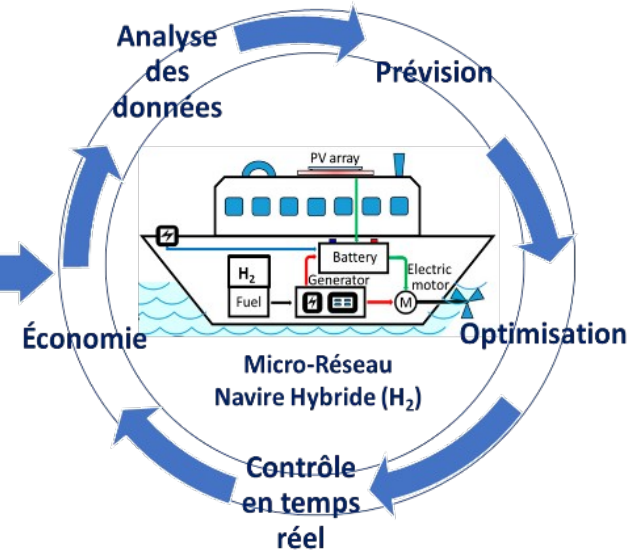 Analyse
des
données
Prévision
PV array
Battery
H₂
Generator
Electric
motor
Fuel
M
Économie
Optimisation
Micro-Réseau
Navire Hybride (H₂)
Contrôle
en temps
réel